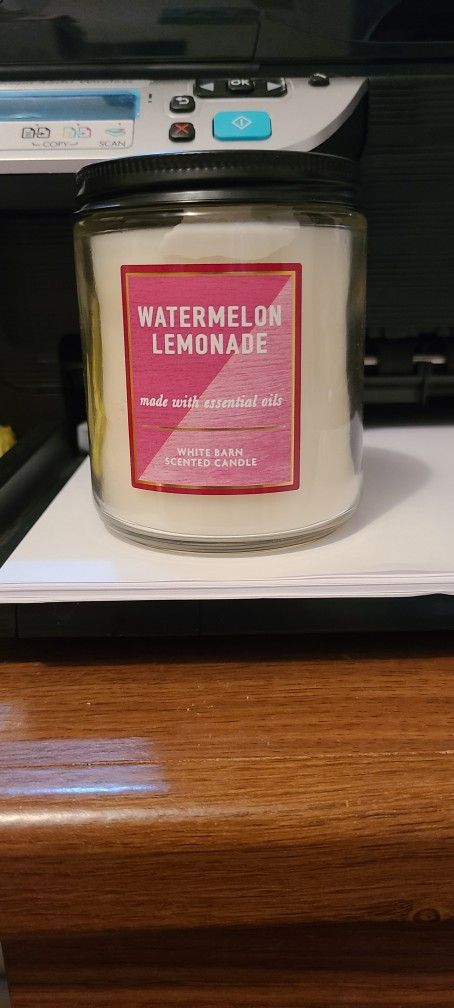 OK
COPY
SCAN
WATERMELON
LEMONADE
made with essential oils
WHITE BARN
SCENTED CANDLE